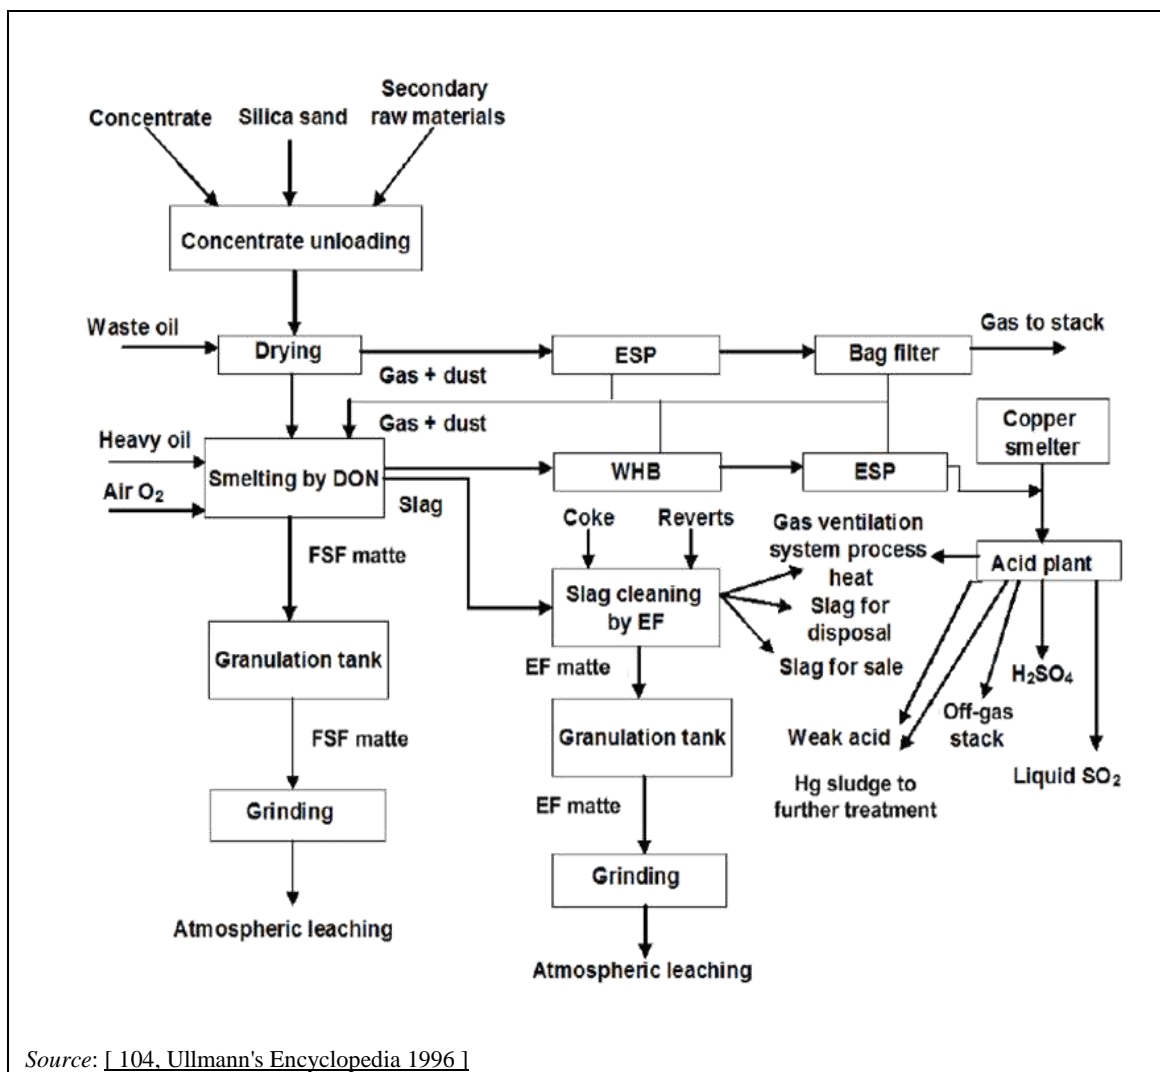 Secondary
raw materials
Concentrate
Silica sand
Concentrate unloading
Waste oil
Drying
Gas + dust
ESP
Bag filter
Gas to stack
Gas + dust
Heavy oil
Smelting by DON
Air O₂
Slag
WHB
ESP
Copper
smelter
FSF matte
Coke
Reverts
Slag cleaning
by EF
Gas ventilation
system process
heat
Slag for
disposal
Slag for sale
Acid plant
Granulation tank
EF matte
Weak acid
Hg sludge to
further treatment
Off-gas
stack
H₂SO₄
Liquid SO₂
FSF matte
Granulation tank
Grinding
EF matte
Grinding
Atmospheric leaching
Atmospheric leaching
Source: [ 104, Ullmann's Encyclopedia 1996 ]